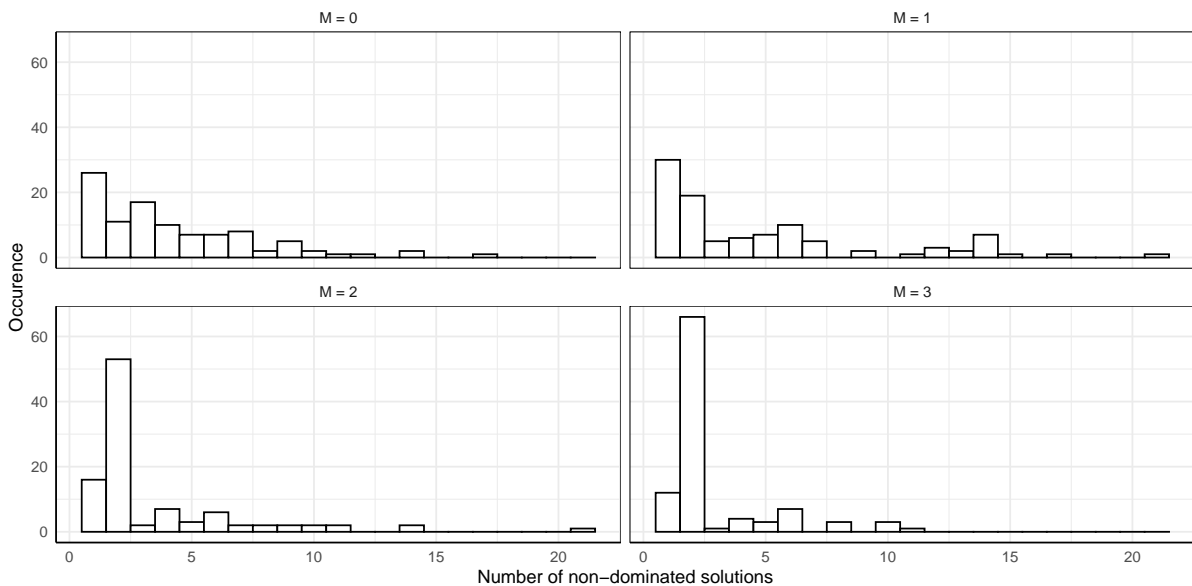 M = 0
M = 1
60
40
20
0
M = 2
M = 3
60
40
20
0
0 5 10 15 20
0 5 10 15 20
Occurence
Number of non−dominated solutions